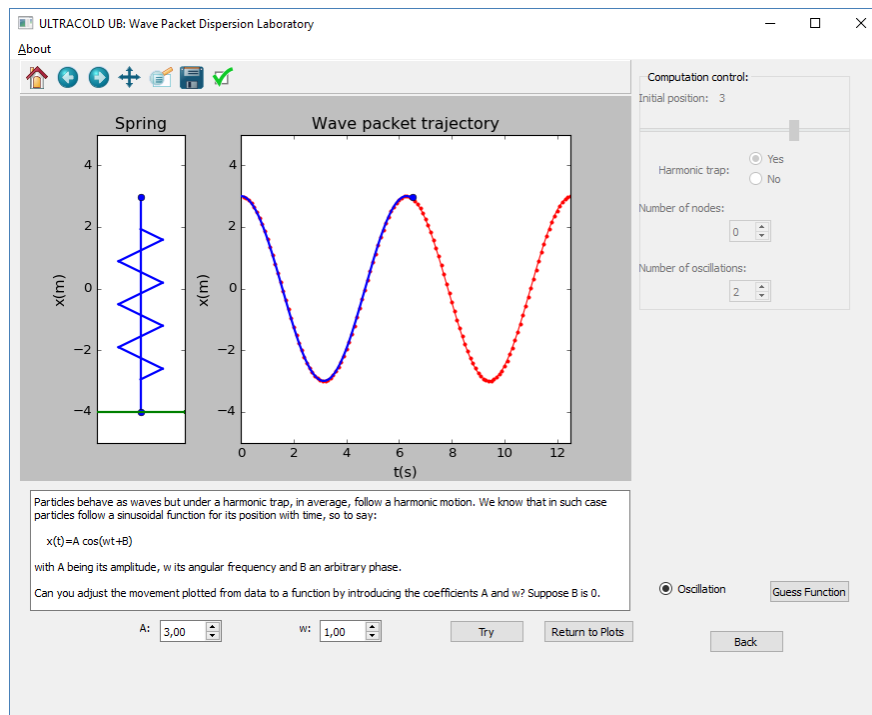 ULTRACOLD UB: Wave Packet Dispersion Laboratory
About
Spring
Wave packet trajectory
x(m)
4
2
0
−2
−4
x(m)
4
2
0
−2
−4
0 2 4 6 8 10 12
t(s)
Computation control:
Initial position: 3
Harmonic trap:
Yes
No
Number of nodes:
0
Number of oscillations:
2
Particles behave as waves but under a harmonic trap, in average, follow a harmonic motion. We know that in such case
particles follow a sinusoidal function for its position with time, so to say:
x(t)=A cos(wt+B)
with A being its amplitude, w its angular frequency and B an arbitrary phase.
Can you adjust the movement plotted from data to a function by introducing the coefficients A and w? Suppose B is 0.
Oscillation
Guess Function
A: 3,00
w: 1,00
Try
Return to Plots
Back